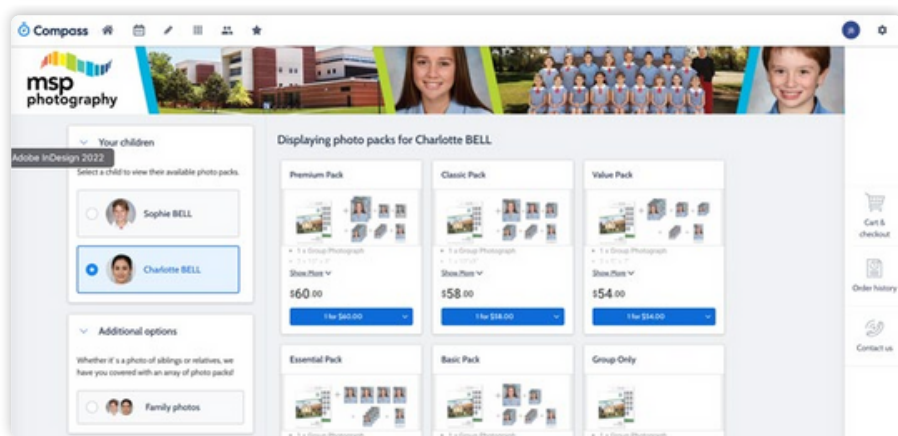 Compass
JB
msp
photography
Your children
Adobe InDesign 2022
Select a child to view their available photo packs.
Sophie BELL
Charlotte BELL
Additional options
Whether it's a photo of siblings or relatives, we
have you covered with an array of photo packs!
Family photos
Displaying photo packs for Charlotte BELL
Premium Pack
1 x Group Photograph
Show More
$60.00
1 for $60.00
Classic Pack
1 x Group Photograph
Show More
$58.00
1 for $58.00
Value Pack
1 x Group Photograph
Show More
$54.00
1 for $54.00
Essential Pack
Basic Pack
Group Only
Cart &
checkout
Order history
Contact us